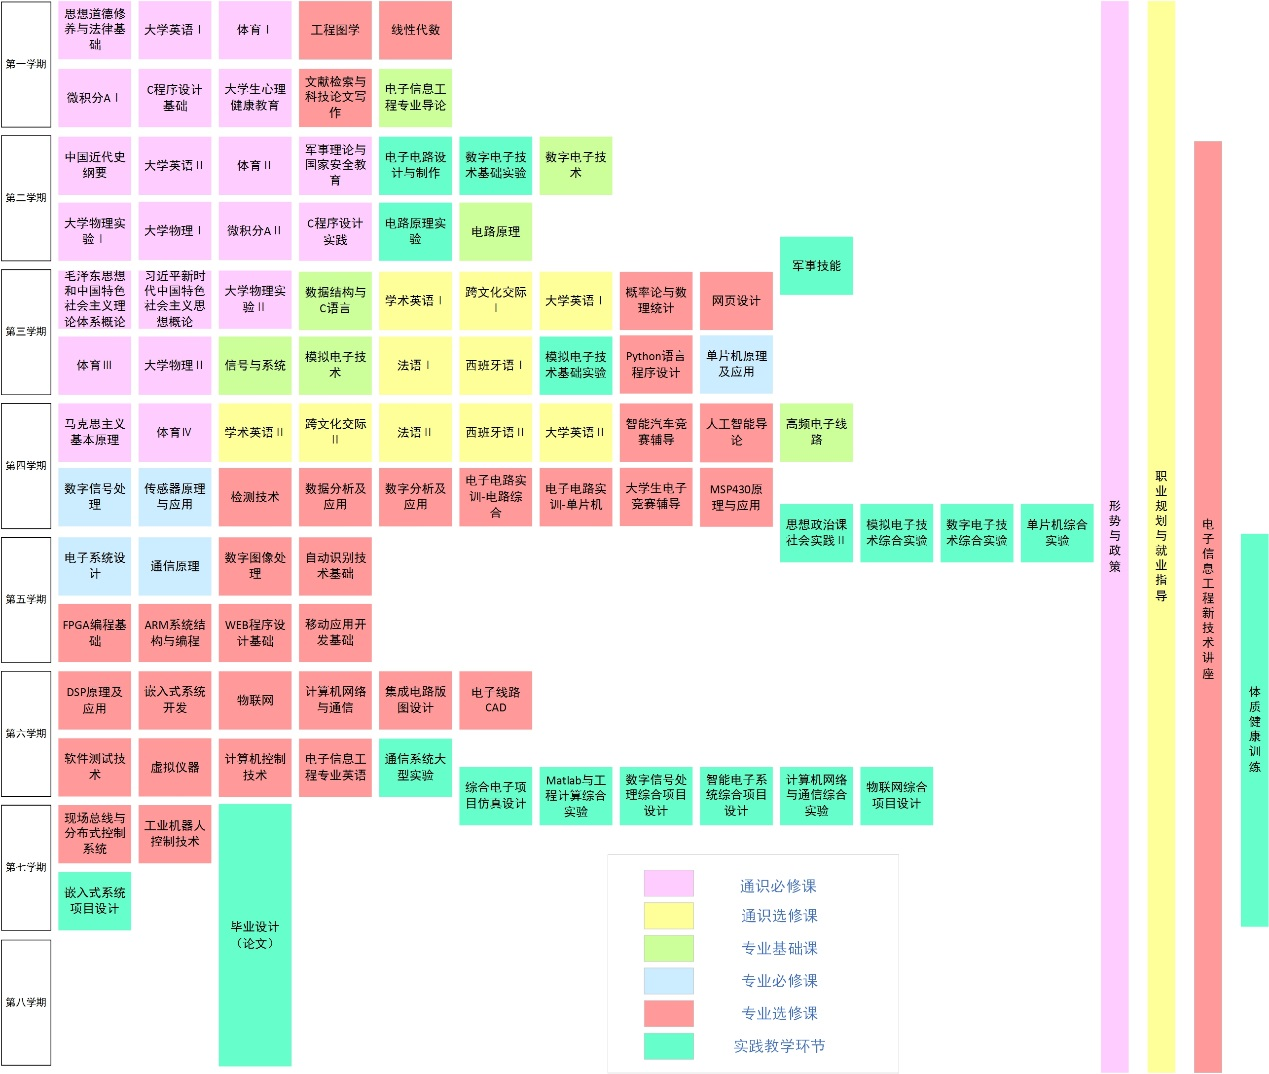 第一学期
思想道德修
养与法律基
础
大学英语Ⅰ
体育Ⅰ
工程图学
线性代数
微积分AⅠ
C程序设计
基础
大学生心理
健康教育
文献检索与
科技论文写
作
电子信息工
程专业导论
第二学期
中国近代史
纲要
大学英语Ⅱ
体育Ⅱ
军事理论与
国家安全教
育
电子电路设
计与制作
数字电子技
术基础实验
数字电子技
术
大学物理实
验Ⅰ
大学物理Ⅰ
微积分AⅡ
C程序设计
实践
电路原理实
验
电路原理
军事技能
第三学期
毛泽东思想
和中国特色
社会主义理
论体系概论
习近平新时
代中国特色
社会主义思
想概论
大学物理实
验Ⅱ
数据结构与
C语言
学术英语Ⅰ
跨文化交际
Ⅰ
大学英语Ⅰ
概率论与数
理统计
网页设计
体育Ⅲ
大学物理Ⅱ
信号与系统
模拟电子技
术
法语Ⅰ
西班牙语Ⅰ
模拟电子技
术基础实验
Python语言
程序设计
单片机原理
及应用
第四学期
马克思主义
基本原理
体育Ⅳ
学术英语Ⅱ
跨文化交际
Ⅱ
法语Ⅱ
西班牙语Ⅱ
大学英语Ⅱ
智能汽车竞
赛辅导
人工智能导
论
高频电子线
路
数字信号处
理
传感器原理
与应用
检测技术
数据分析及
应用
数字分析及
应用
电子电路实
训-电路综
合
电子电路实
训-单片机
大学生电子
竞赛辅导
MSP430原
理与应用
思想政治课
社会实践Ⅱ
模拟电子技
术综合实验
数字电子技
术综合实验
单片机综合
实验
第五学期
电子系统设
计
通信原理
数字图像处
理
自动识别技
术基础
FPGA编程基
础
ARM系统结
构与编程
WEB程序设
计基础
移动应用开
发基础
第六学期
DSP原理及
应用
嵌入式系统
开发
物联网
计算机网络
与通信
集成电路版
图设计
电子线路
CAD
软件测试技
术
虚拟仪器
计算机控制
技术
电子信息工
程专业英语
通信系统大
型实验
综合电子项
目仿真设计
Matlab与工
程计算综合
实验
数字信号处
理综合项目
设计
智能电子系
统综合项目
设计
计算机网络
与通信综合
实验
物联网综合
项目设计
第七学期
现场总线与
分布式控制
系统
工业机器人
控制技术
嵌入式系统
项目设计
毕业设计
（论文）
第八学期
形势与政策
职业规划与就业指导
电子信息工程新技术讲座
体质健康训练
通识必修课
通识选修课
专业基础课
专业必修课
专业选修课
实践教学环节